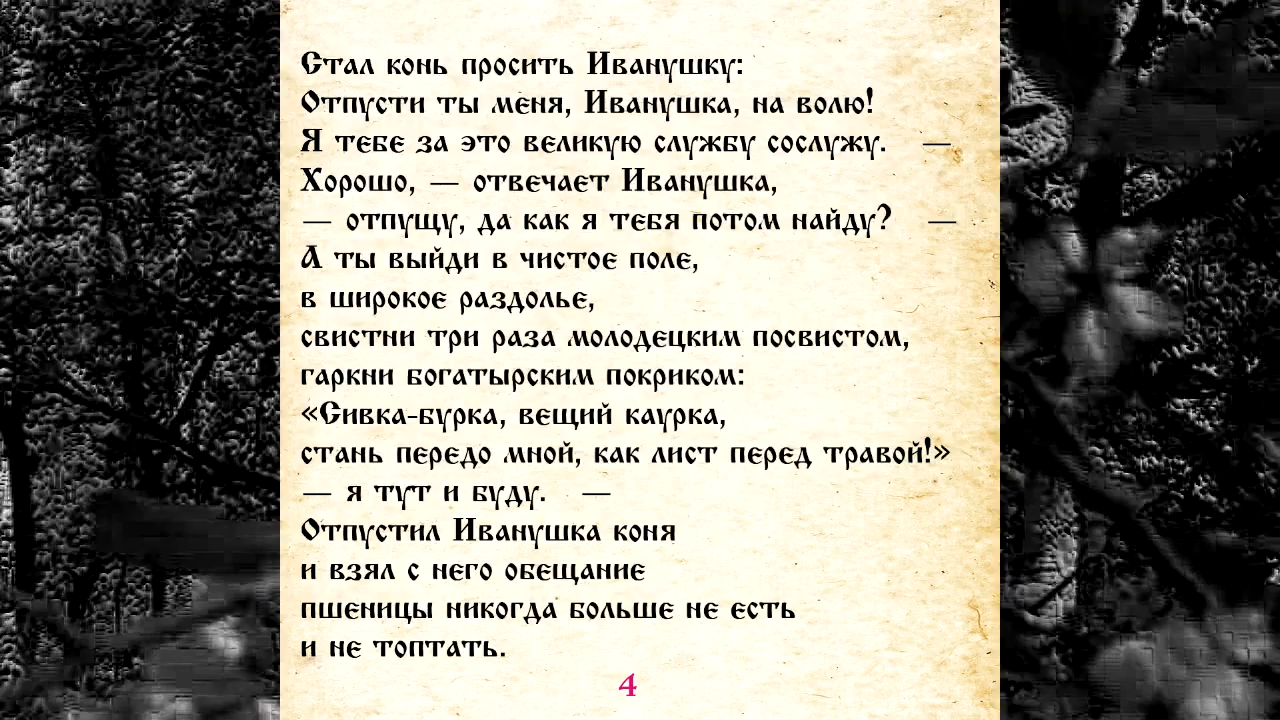 Стал конь просить Иванушку:
Отпусти ты меня, Иванушка, на волю!
Я тебе за это великую службу сослужу. —
Хорошо, — отвечает Иванушка,
— отпущу, да как я тебя потом найду? —
А ты выйди в чистое поле,
в широкое раздолье,
свистни три раза молодецким посвистом,
гаркни богатырским покриком:
«Сивка-бурка, вещий каурка,
стань передо мной, как лист перед травой!»
— я тут и буду. —
Отпустил Иванушка коня
и взял с него обещание
пшеницы никогда больше не есть
и не топтать.
4